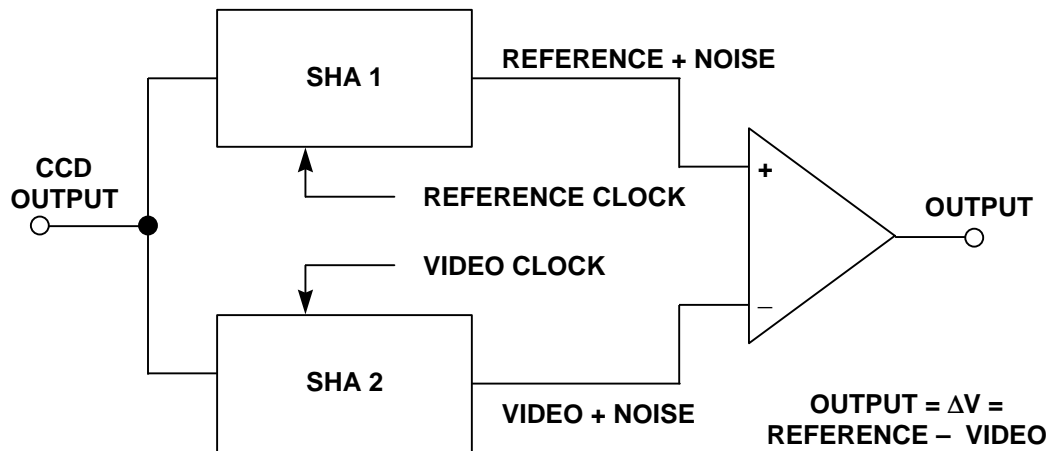 SHA 1
REFERENCE + NOISE
CCD
OUTPUT
+
REFERENCE CLOCK
OUTPUT
VIDEO CLOCK
–
SHA 2
VIDEO + NOISE
OUTPUT = ΔV =
REFERENCE – VIDEO